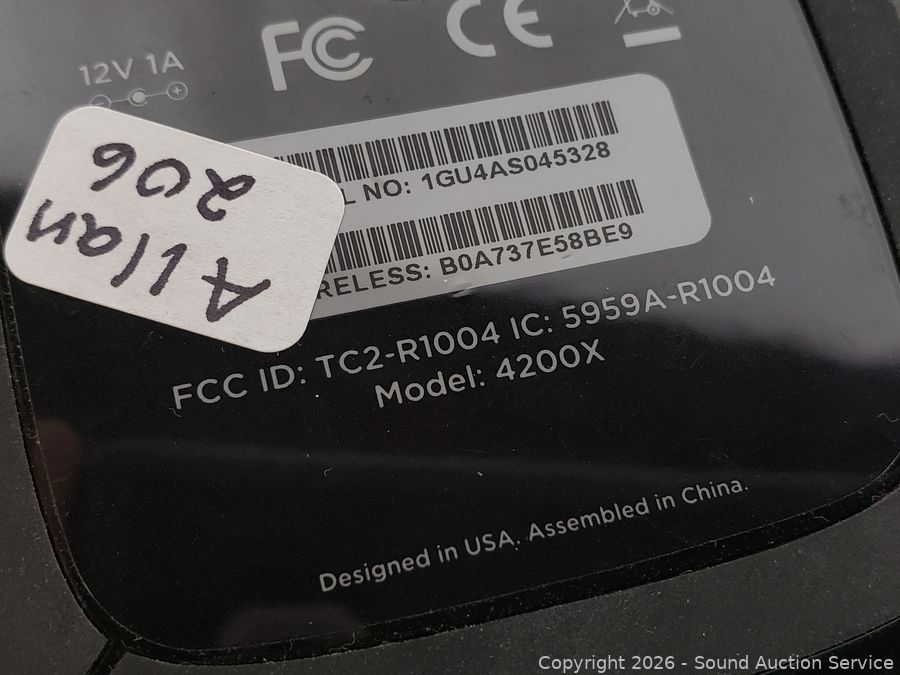 12V 1A
FC CE
L NO: 1GU4AS045328
RELESS: B0A737E58BE9
Allan
206
FCC ID: TC2-R1004 IC: 5959A-R1004
Model: 4200X
Designed in USA. Assembled in China.
Copyright 2026 - Sound Auction Service